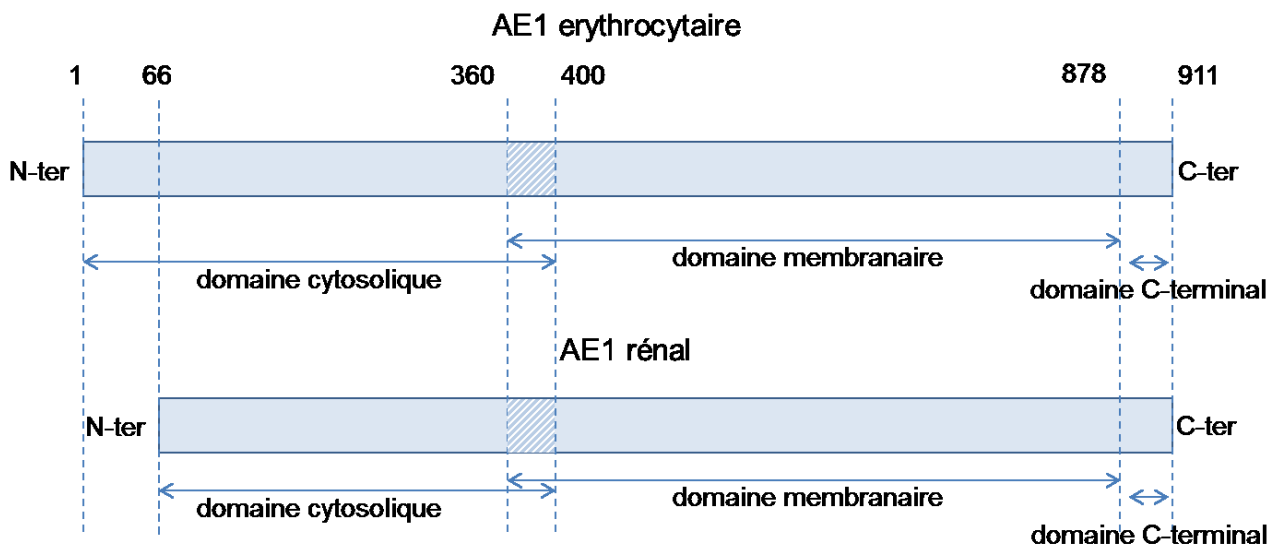 AE1 erythrocytaire
1 66 360 400 878 911
N-ter C-ter
domaine membranaire
domaine cytosolique
domaine C-terminal
AE1 rénal
N-ter C-ter
domaine membranaire
domaine cytosolique
domaine C-terminal